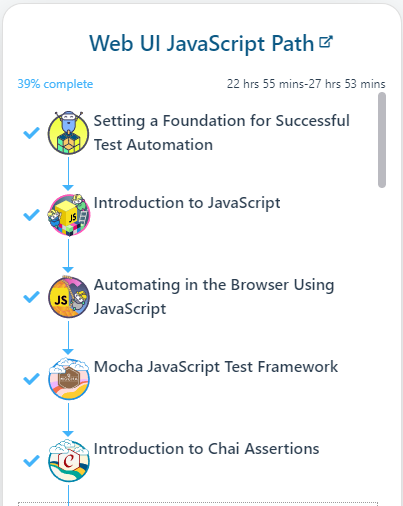 Web UI JavaScript Path
39% complete
22 hrs 55 mins-27 hrs 53 mins
Setting a Foundation for Successful
Test Automation
Introduction to JavaScript
JS
Automating in the Browser Using
JavaScript
JS
Mocha JavaScript Test Framework
Introduction to Chai Assertions